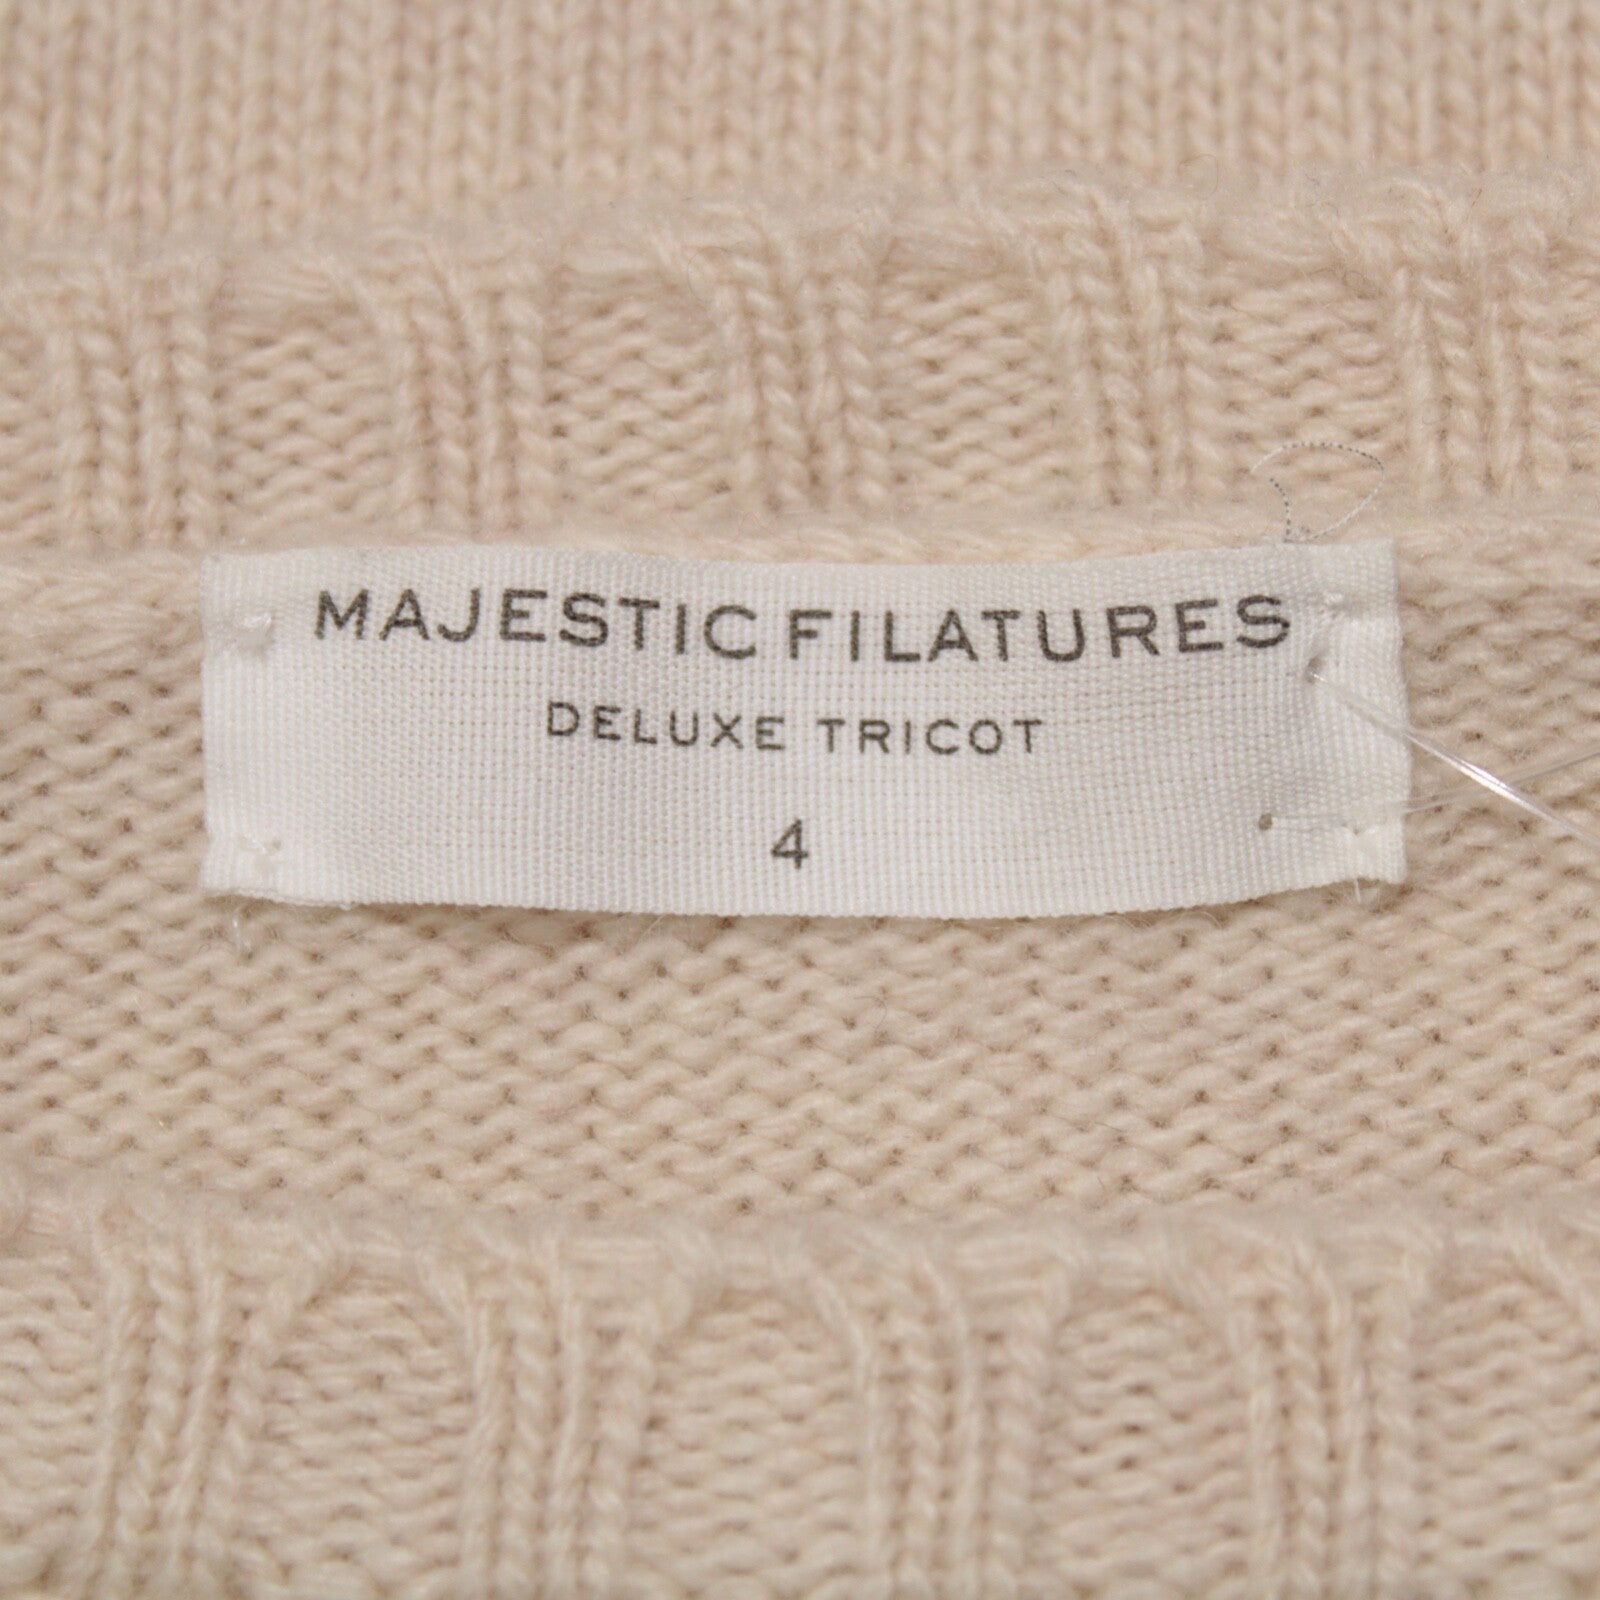 MAJESTIC FILATURES
DELUXE TRICOT
4